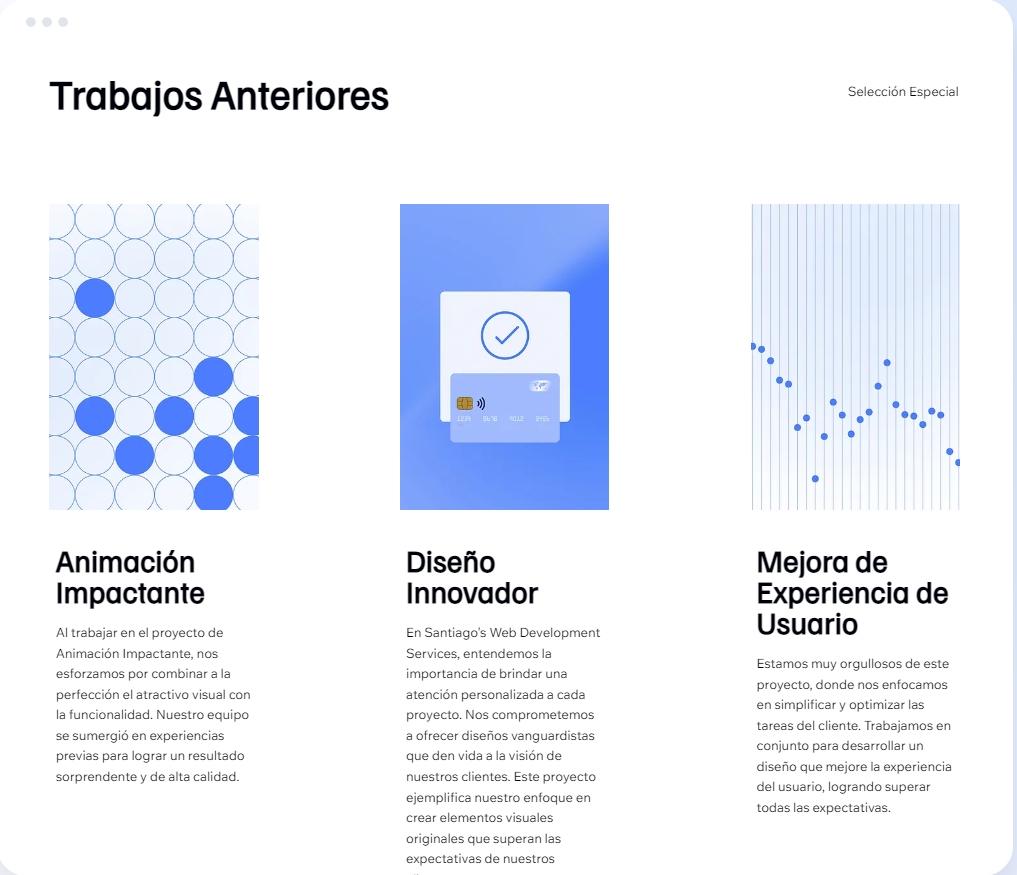 Trabajos Anteriores
Selección Especial
Animación
Impactante
Al trabajar en el proyecto de
Animación Impactante, nos
esforzamos por combinar a la
perfección el atractivo visual con
la funcionalidad. Nuestro equipo
se sumergió en experiencias
previas para lograr un resultado
sorprendente y de alta calidad.
Diseño
Innovador
En Santiago's Web Development
Services, entendemos la
importancia de brindar una
atención personalizada a cada
proyecto. Nos comprometemos
a ofrecer diseños vanguardistas
que den vida a la visión de
nuestros clientes. Este proyecto
ejemplifica nuestro enfoque en
crear elementos visuales
originales que superan las
expectativas de nuestros
Mejora de
Experiencia de
Usuario
Estamos muy orgullosos de este
proyecto, donde nos enfocamos
en simplificar y optimizar las
tareas del cliente. Trabajamos en
conjunto para desarrollar un
diseño que mejore la experiencia
del usuario, logrando superar
todas las expectativas.